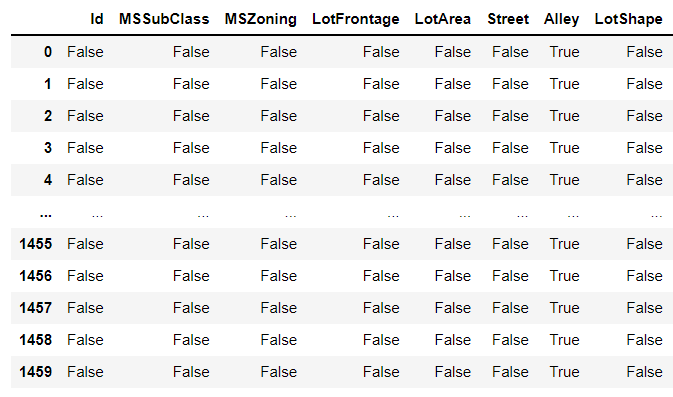 Id MSSubClass MSZoning LotFrontage LotArea Street Alley LotShape
0 False False False False False False True False
1 False False False False False False True False
2 False False False False False False True False
3 False False False False False False True False
4 False False False False False False True False
... ... ... ... ... ... ... ... ...
1455 False False False False False False True False
1456 False False False False False False True False
1457 False False False False False False True False
1458 False False False False False False True False
1459 False False False False False False True False